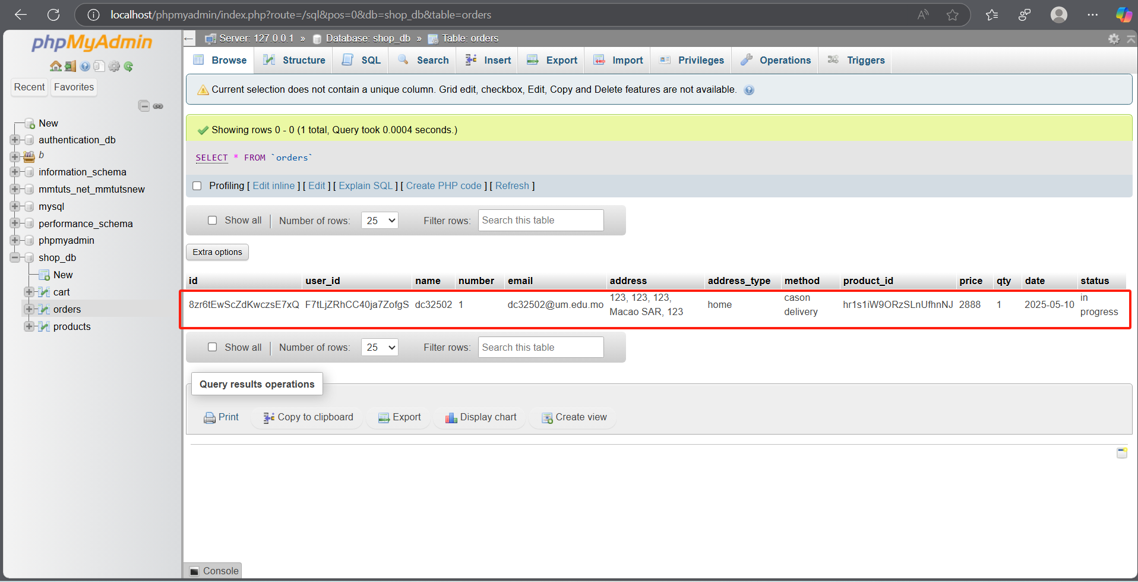 localhost/phpmyadmin/index.php?route=/sql&pos=0&db=shop_db&table=orders
phpMyAdmin
Recent Favorites
New
authentication_db
b
information_schema
mmtuts_net_mmtutsnew
mysql
performance_schema
phpmyadmin
shop_db
New
cart
orders
products
Server: 127.0.0.1 » Database: shop_db » Table: orders
Browse Structure SQL Search Insert Export Import Privileges Operations Triggers
Current selection does not contain a unique column. Grid edit, checkbox, Edit, Copy and Delete features are not available.
Showing rows 0 - 0 (1 total, Query took 0.0004 seconds.)
SELECT * FROM `orders`
Profiling [ Edit inline ] [ Edit ] [ Explain SQL ] [ Create PHP code ] [ Refresh ]
Show all Number of rows: 25 Filter rows: Search this table
Extra options
id user_id name number email address address_type method product_id price qty date status
8zr6tEwScZdKwczsE7xQ F7tLjZRhCC40ja7ZofgS dc32502 1 dc32502@um.edu.mo 123, 123, 123, Macao SAR, 123 home cason delivery hr1s1iW9ORzSLnUfhnNJ 2888 1 2025-05-10 in progress
Show all Number of rows: 25 Filter rows: Search this table
Query results operations
Print Copy to clipboard Export Display chart Create view
Console